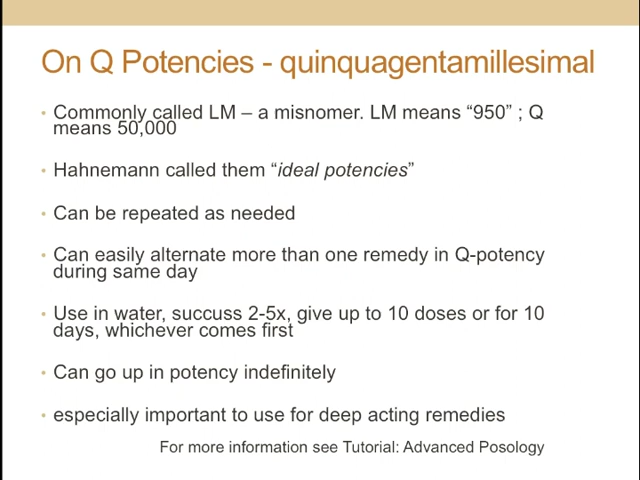 On Q Potencies - quinquagentamillesimal
• Commonly called LM – a misnomer. LM means “950” ; Q
means 50,000
• Hahnemann called them “ideal potencies”
• Can be repeated as needed
• Can easily alternate more than one remedy in Q-potency
during same day
• Use in water, succuss 2-5x, give up to 10 doses or for 10
days, whichever comes first
• Can go up in potency indefinitely
• especially important to use for deep acting remedies
For more information see Tutorial: Advanced Posology